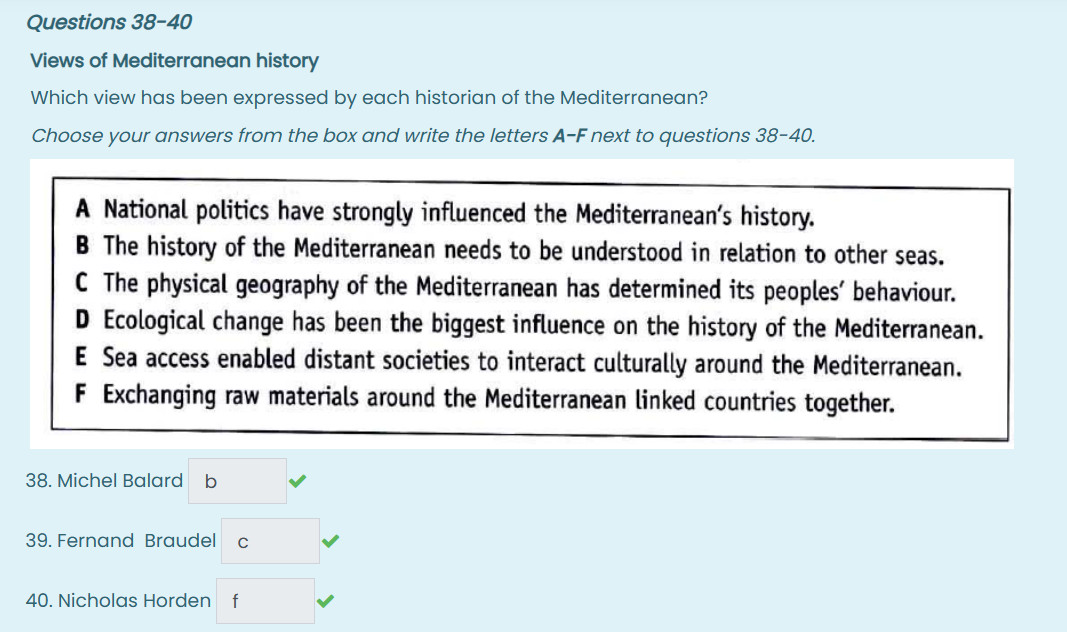 Questions 38-40
Views of Mediterranean history
Which view has been expressed by each historian of the Mediterranean?
Choose your answers from the box and write the letters A-F next to questions 38-40.
A National politics have strongly influenced the Mediterranean's history.
B The history of the Mediterranean needs to be understood in relation to other seas.
C The physical geography of the Mediterranean has determined its peoples' behaviour.
D Ecological change has been the biggest influence on the history of the Mediterranean.
E Sea access enabled distant societies to interact culturally around the Mediterranean.
F Exchanging raw materials around the Mediterranean linked countries together.
38. Michel Balard b
39. Fernand Braudel c
40. Nicholas Horden f